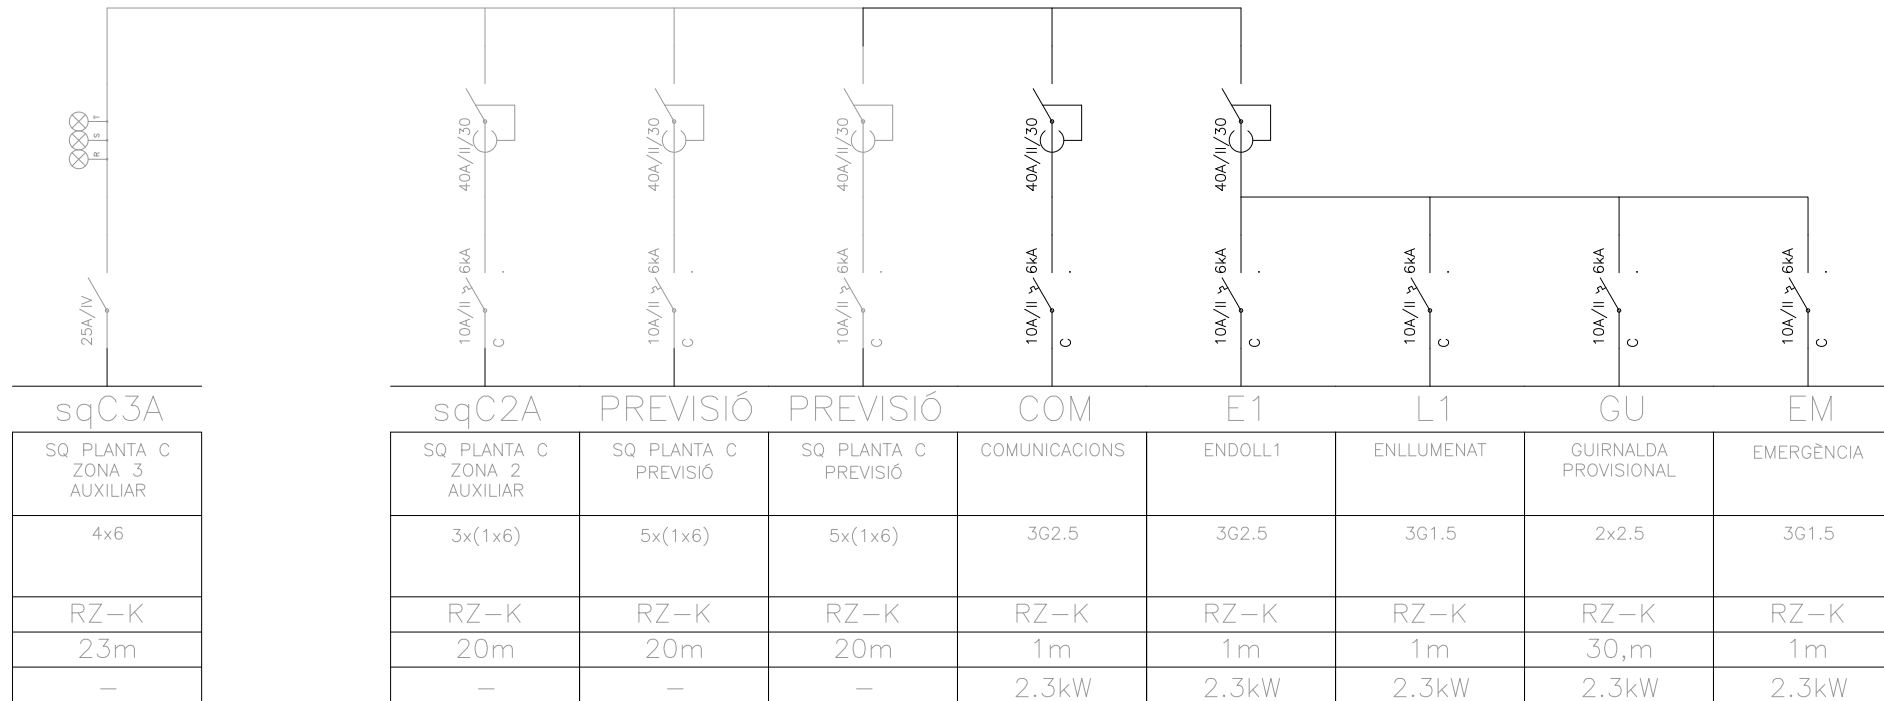 T
S
R
40A/II/30
40A/II/30
40A/II/30
40A/II/30
40A/II/30
25A/IV
10A/II 6kA
C
10A/II 6kA
C
10A/II 6kA
C
10A/II 6kA
C
10A/II 6kA
C
10A/II 6kA
C
10A/II 6kA
C
10A/II 6kA
C
sqC3A sqC2A PREVISIÓ PREVISIÓ COM E1 L1 GU EM
SQ PLANTA C
ZONA 3
AUXILIAR
SQ PLANTA C
ZONA 2
AUXILIAR
SQ PLANTA C
PREVISIÓ
SQ PLANTA C
PREVISIÓ
COMUNICACIONS
ENDOLL1
ENLLUMENAT
GUIRNALDA
PROVISIONAL
EMERGÈNCIA
4x6 3x(1x6) 5x(1x6) 5x(1x6) 3G2.5 3G2.5 3G1.5 2x2.5 3G1.5
RZ-K RZ-K RZ-K RZ-K RZ-K RZ-K RZ-K RZ-K RZ-K
23m 20m 20m 20m 1m 1m 1m 30,m 1m
- - - - 2.3kW 2.3kW 2.3kW 2.3kW 2.3kW